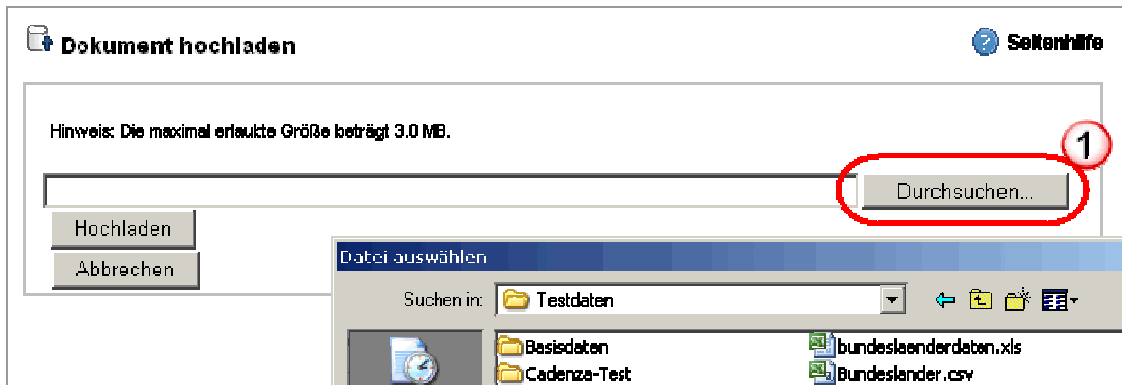 Dokument hochladen
Seitenhilfe
Hinweis: Die maximal erlaubte Größe beträgt 3.0 MB.
1
Durchsuchen...
Hochladen
Abbrechen
Datei auswählen
Suchen in: Testdaten
Basisdaten bundeslaenderdaten.xls
Cadenza-Test Bundeslander.csv